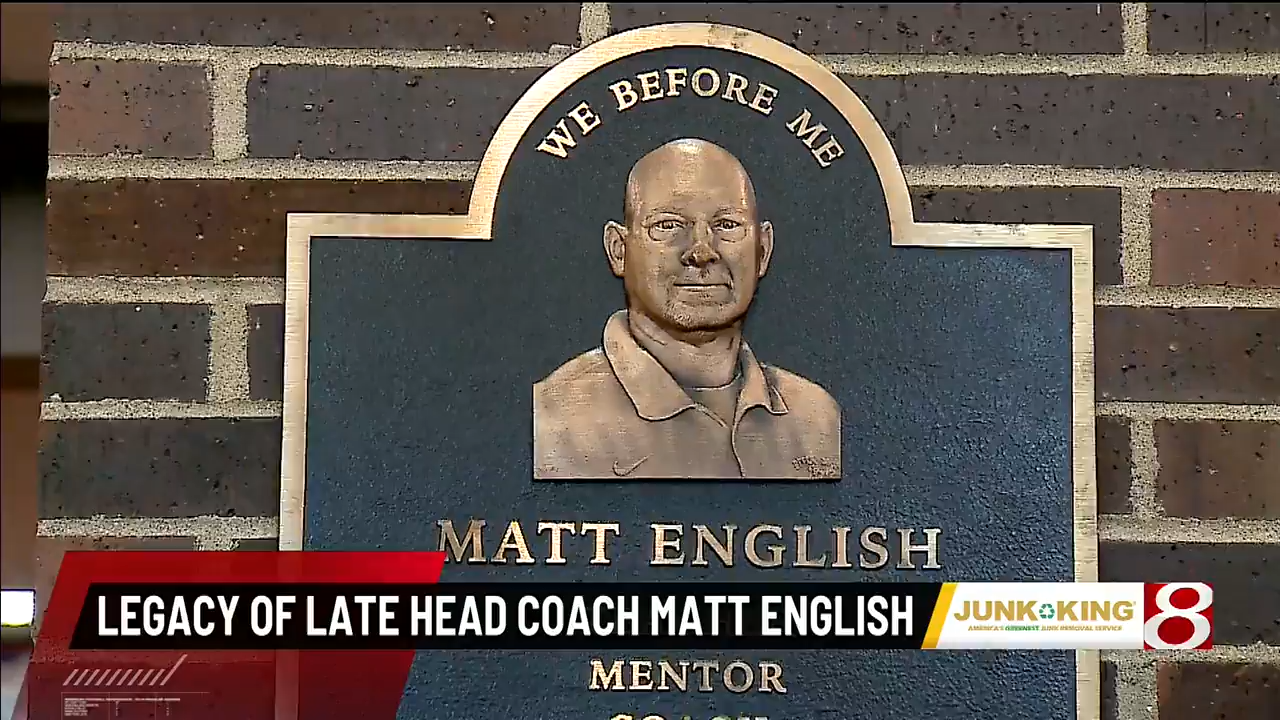 WE BEFORE ME
MATT ENGLISH
LEGACY OF LATE HEAD COACH MATT ENGLISH
JUNK KING
AMERICA'S GREENEST JUNK REMOVAL SERVICE
8
MENTOR
COACH